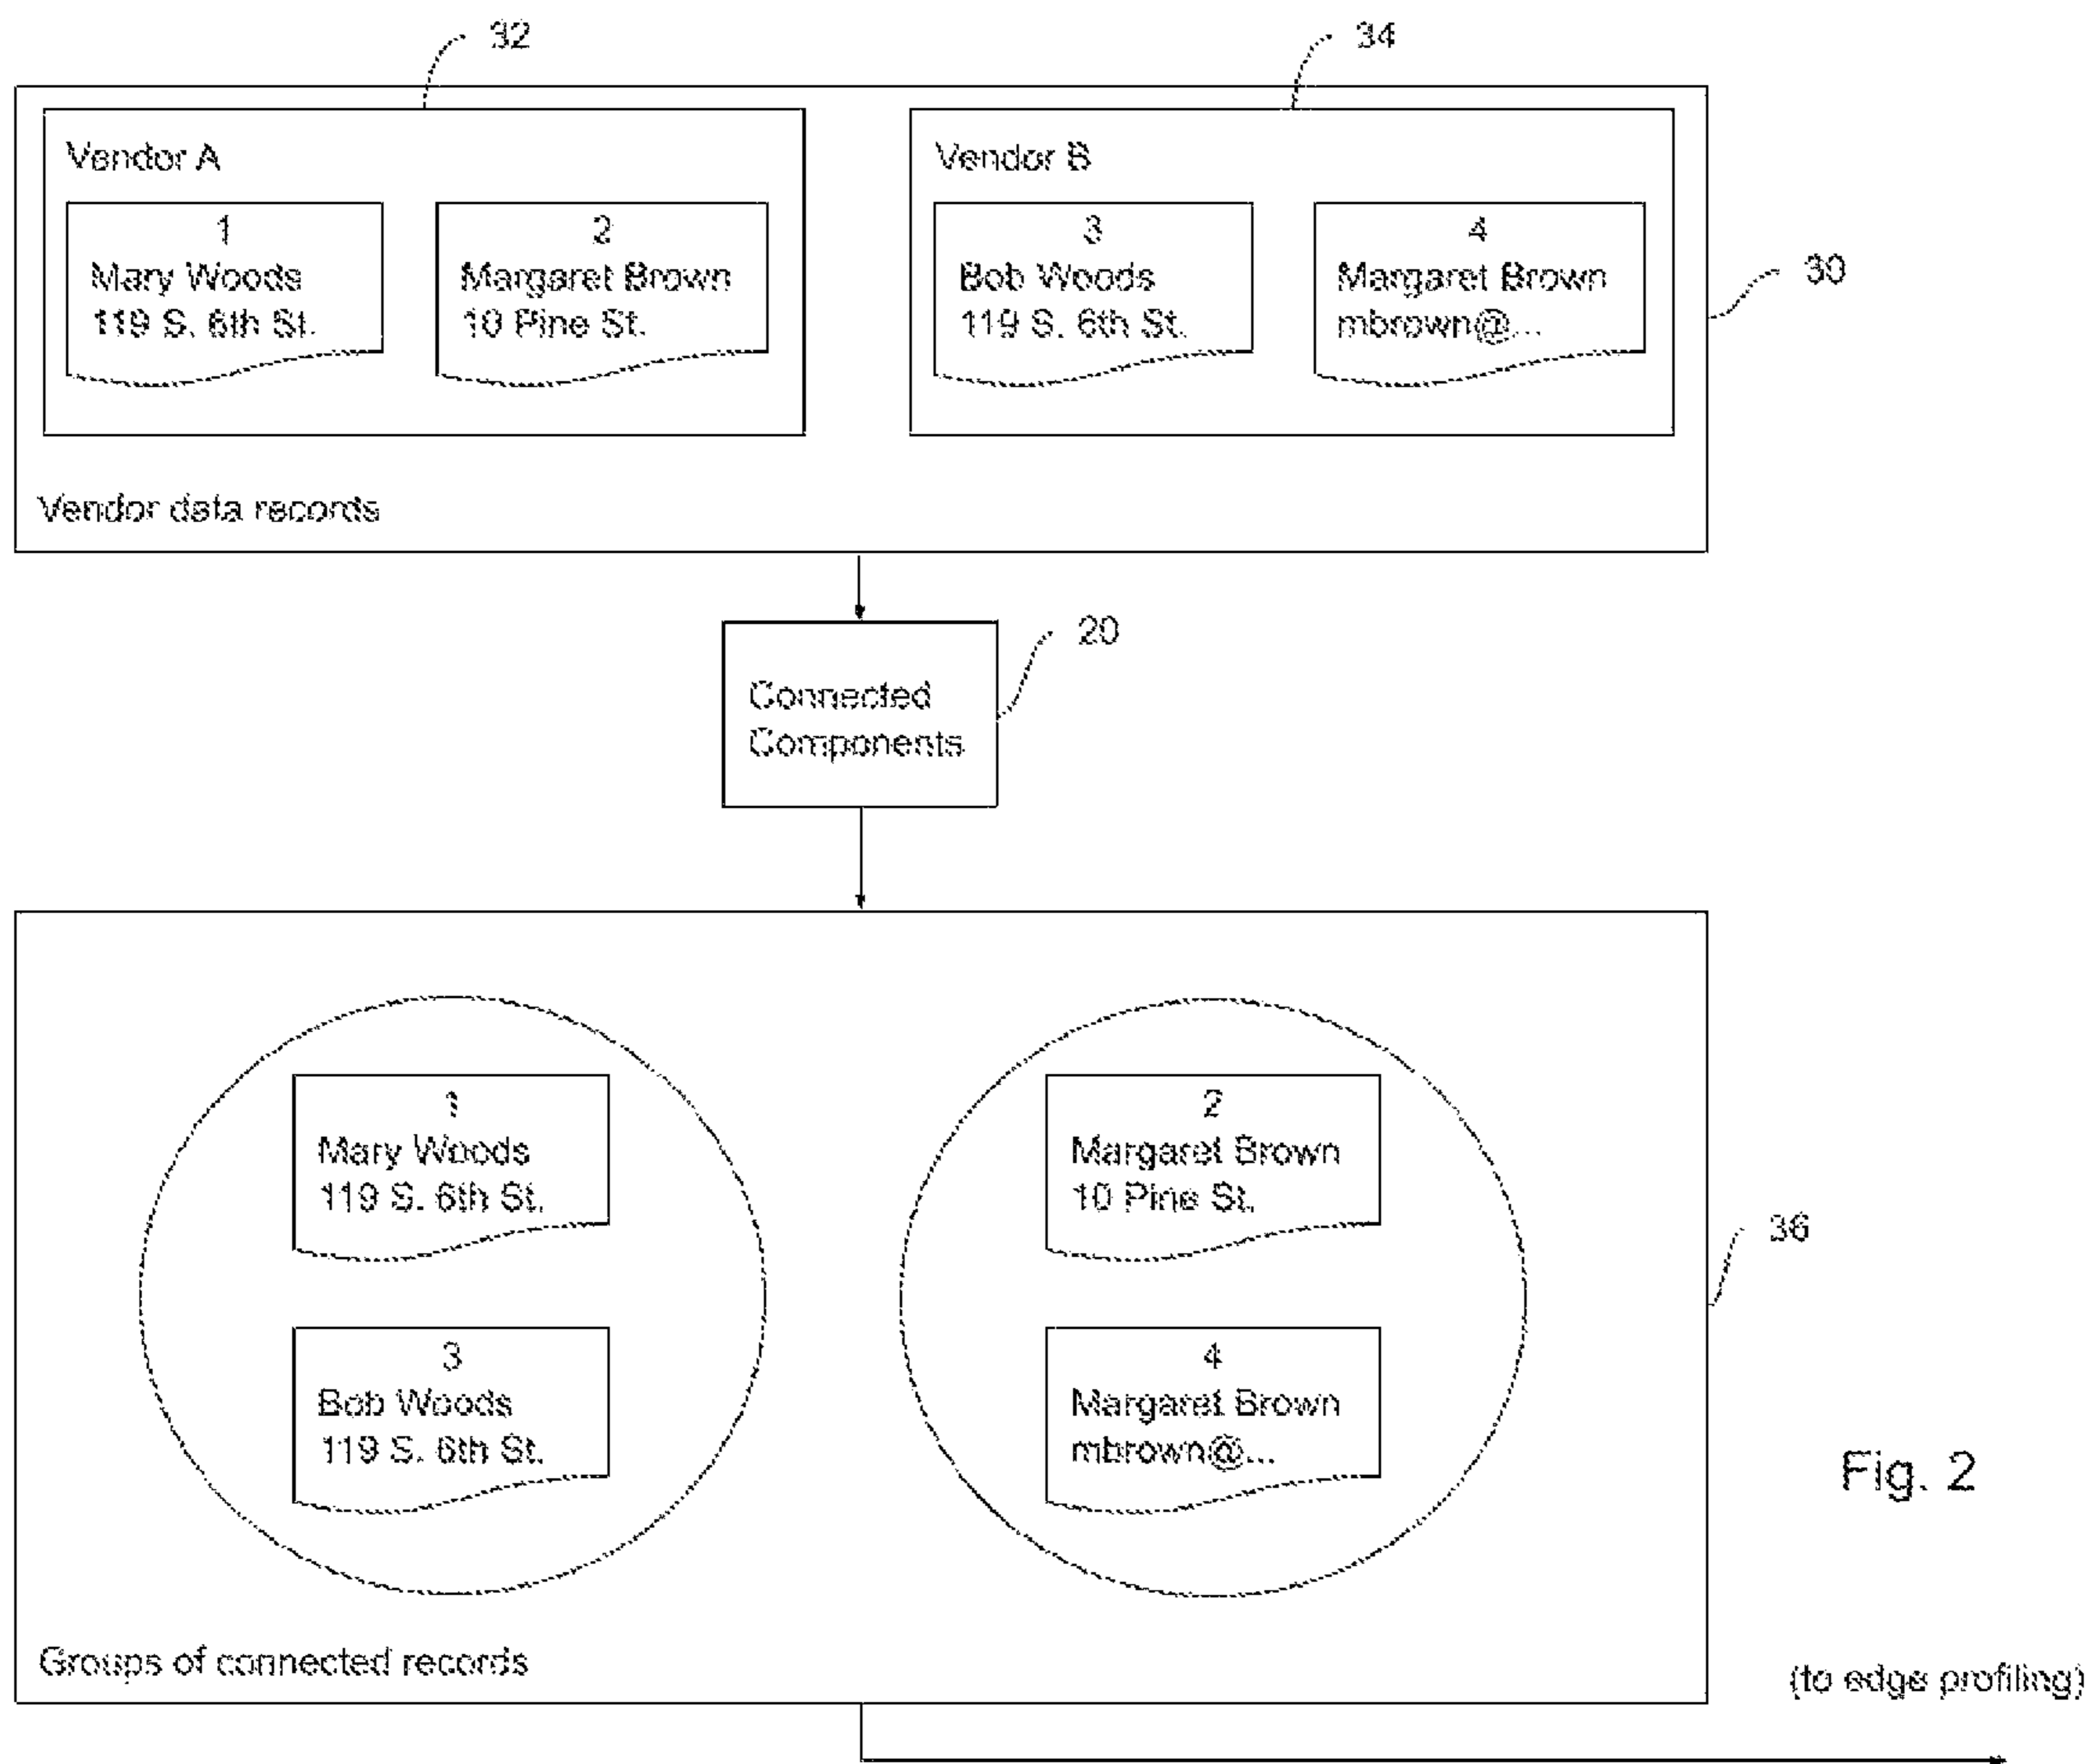 32
34
Vendor A
Vendor B
1
Mary Woods
119 S. 6th St.
2
Margaret Brown
10 Pine St.
3
Bob Woods
119 S. 6th St.
4
Margaret Brown
mbrown@...
30
Vendor data records
20
Connected
Components
1
Mary Woods
119 S. 6th St.
2
Margaret Brown
10 Pine St.
36
3
Bob Woods
119 S. 6th St.
4
Margaret Brown
mbrown@...
Fig. 2
Groups of connected records
(to edge profiling)